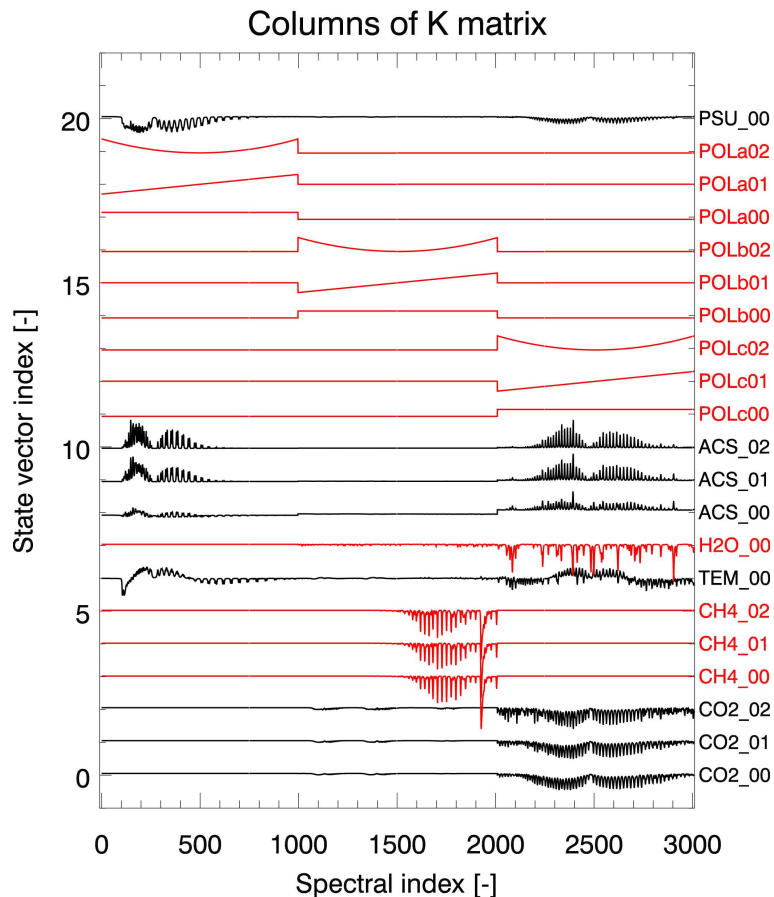 Columns of K matrix
20
15
10
5
0
State vector index [-]
PSU_00
POLa02
POLa01
POLa00
POLb02
POLb01
POLb00
POLc02
POLc01
POLc00
ACS_02
ACS_01
ACS_00
H2O_00
TEM_00
CH4_02
CH4_01
CH4_00
CO2_02
CO2_01
CO2_00
0 500 1000 1500 2000 2500 3000
Spectral index [-]